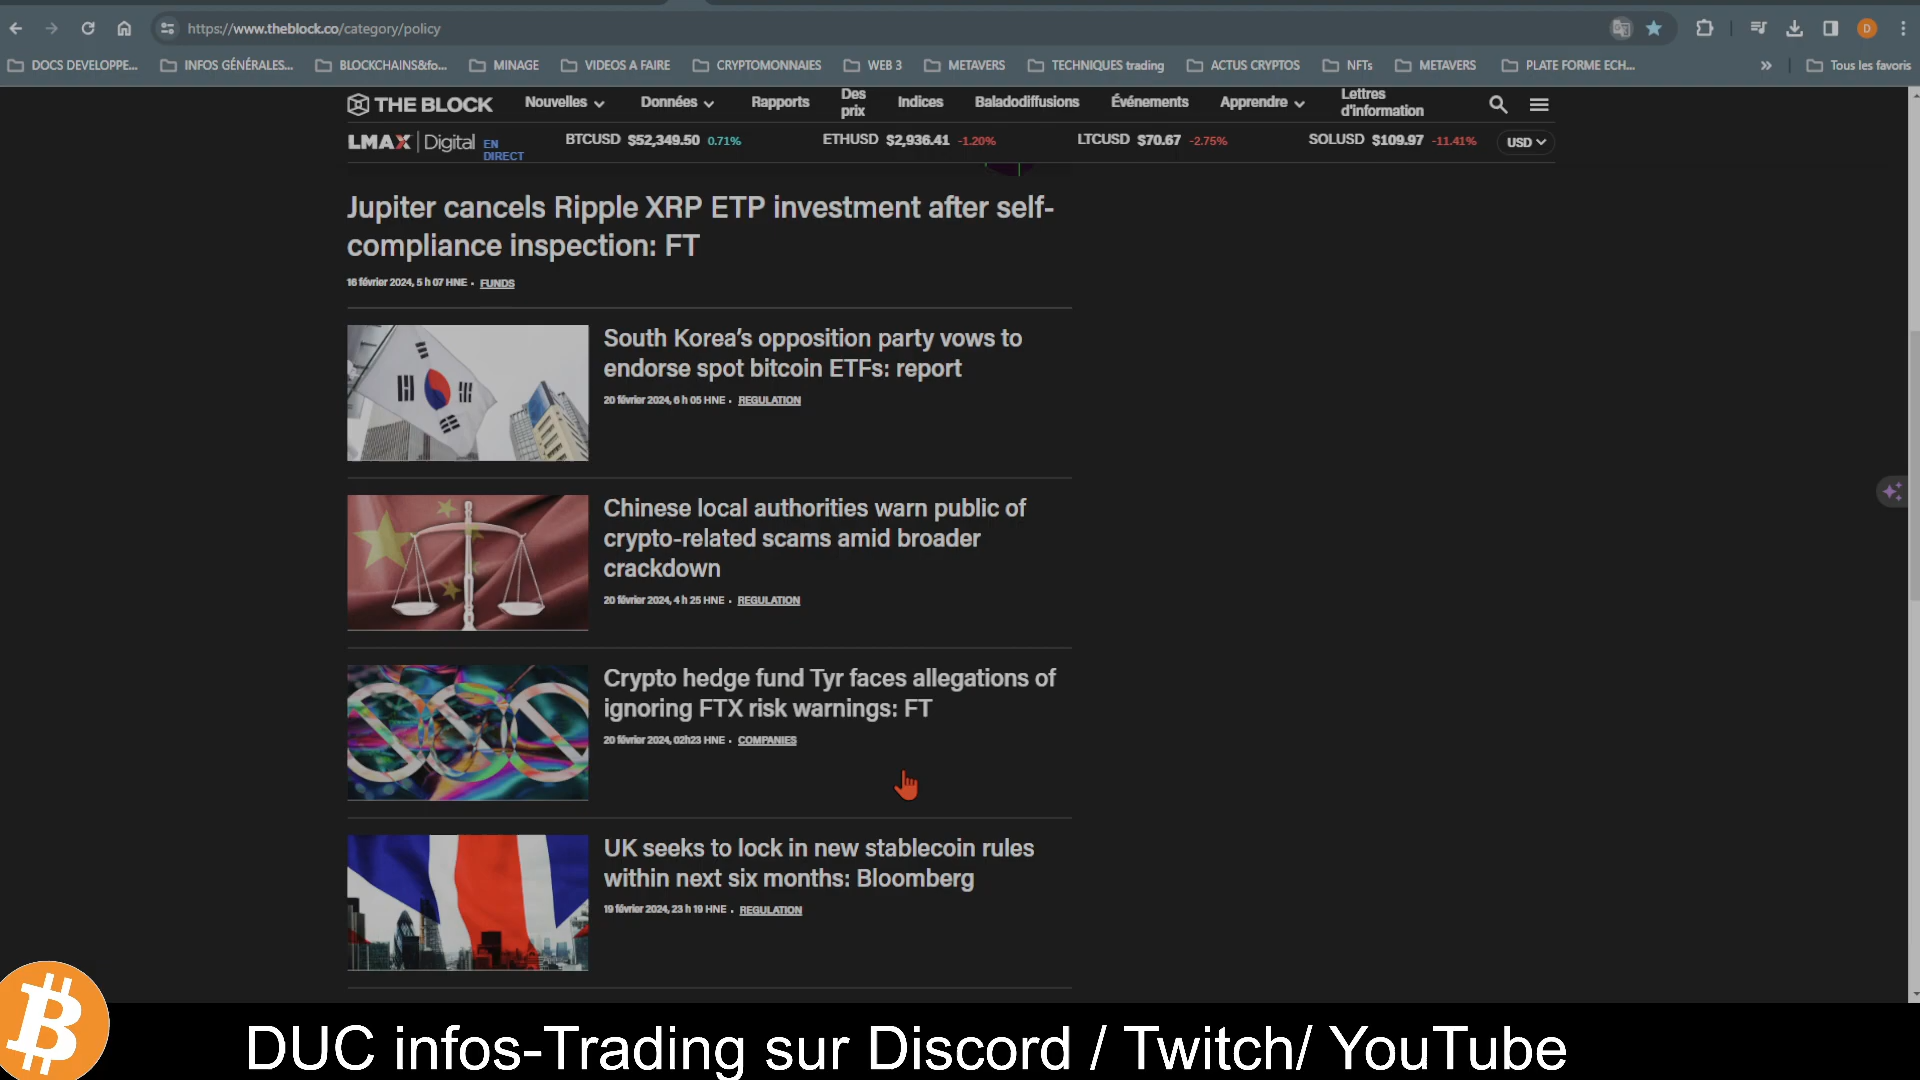 https://www.theblock.co/category/policy
D
DOCS DEVELOPPE...
INFOS GÉNÉRALES...
BLOCKCHAINS&fo...
MINAGE
VIDEOS A FAIRE
CRYPTOMONNAIES
WEB 3
METAVERS
TECHNIQUES trading
ACTUS CRYPTOS
NFTs
METAVERS
PLATE FORME ECH...
»
Tous les favoris
THE BLOCK
Nouvelles
Données
Rapports
Des
prix
Indices
Baladodiffusions
Événements
Apprendre
Lettres
d'information
LMAX Digital
EN
DIRECT
BTCUSD $52,349.50 0.71%
ETHUSD $2,936.41 -1.20%
LTCUSD $70.67 -2.75%
SOLUSD $109.97 -11.41%
USD
Jupiter cancels Ripple XRP ETP investment after self-
compliance inspection: FT
16 février 2024, 5 h 07 HNE • FUNDS
South Korea's opposition party vows to
endorse spot bitcoin ETFs: report
20 février 2024, 6 h 05 HNE • REGULATION
Chinese local authorities warn public of
crypto-related scams amid broader
crackdown
20 février 2024, 4 h 25 HNE • REGULATION
Crypto hedge fund Tyr faces allegations of
ignoring FTX risk warnings: FT
20 février 2024, 02h23 HNE • COMPANIES
UK seeks to lock in new stablecoin rules
within next six months: Bloomberg
19 février 2024, 23 h 19 HNE • REGULATION
DUC infos-Trading sur Discord / Twitch/ YouTube